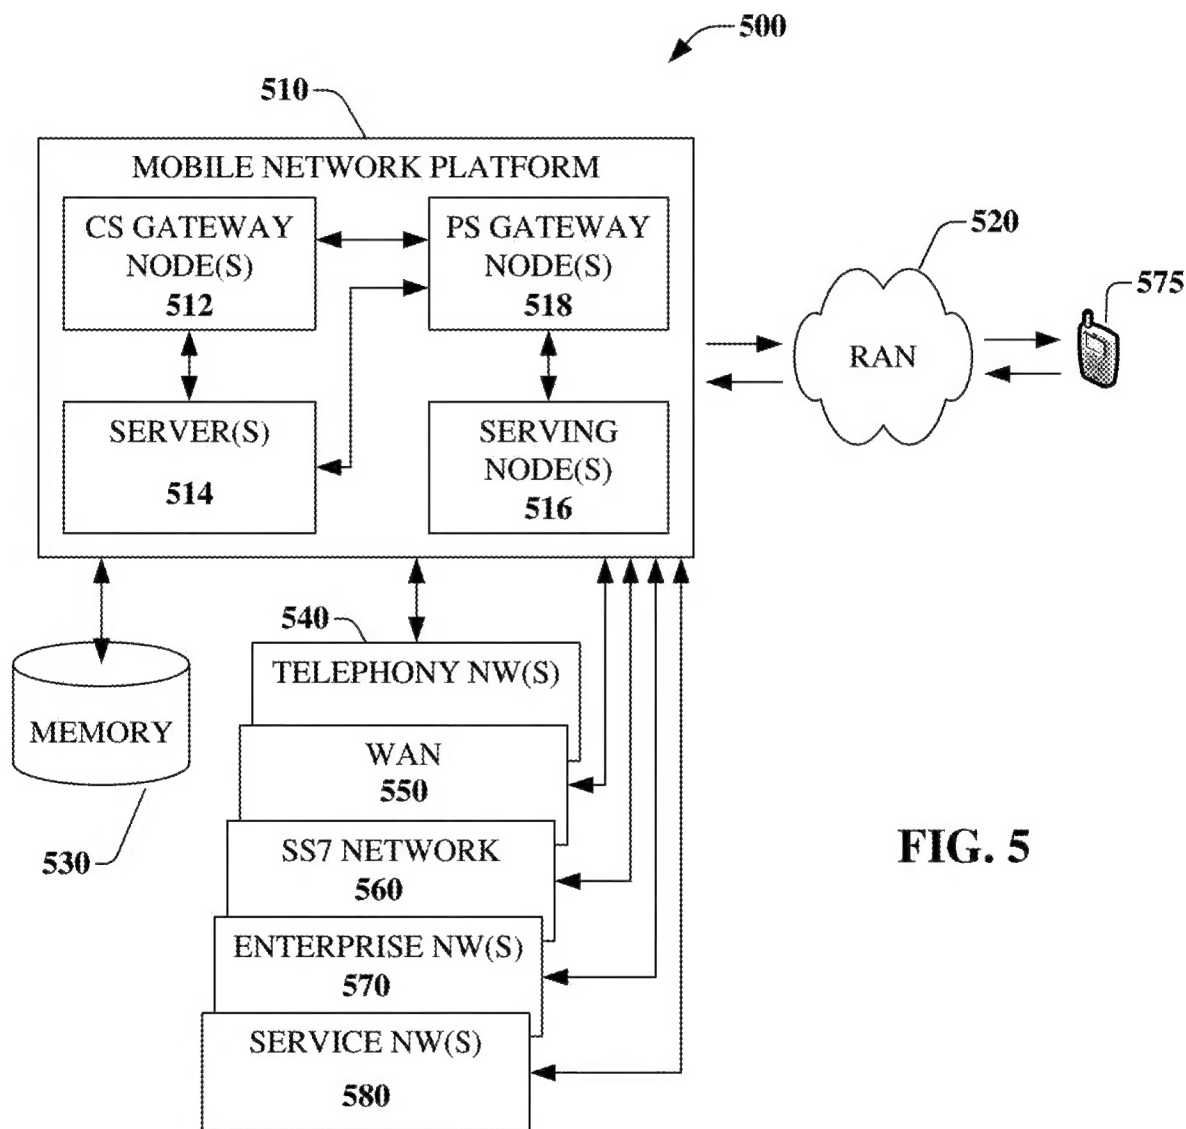 500
510
MOBILE NETWORK PLATFORM
CS GATEWAY
NODE(S)
512
PS GATEWAY
NODE(S)
518
SERVER(S)
514
SERVING
NODE(S)
516
520
RAN
575
540
TELEPHONY NW(S)
MEMORY
530
WAN
550
SS7 NETWORK
560
ENTERPRISE NW(S)
570
SERVICE NW(S)
580
FIG. 5